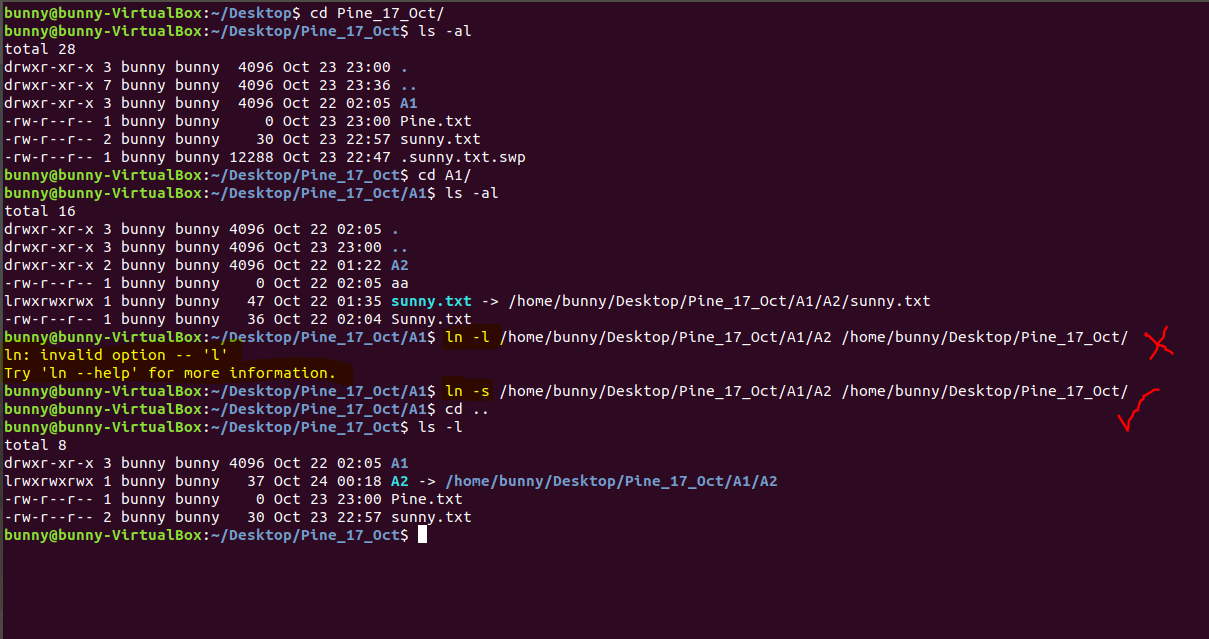 bunny@bunny-VirtualBox:~/Desktop$ cd Pine_17_Oct/
bunny@bunny-VirtualBox:~/Desktop/Pine_17_Oct$ ls -al
total 28
drwxr-xr-x 3 bunny bunny  4096 Oct 23 23:00 .
drwxr-xr-x 7 bunny bunny  4096 Oct 23 23:36 ..
drwxr-xr-x 3 bunny bunny  4096 Oct 22 02:05 A1
-rw-r--r-- 1 bunny bunny     0 Oct 23 23:00 Pine.txt
-rw-r--r-- 2 bunny bunny    30 Oct 23 22:57 sunny.txt
-rw-r--r-- 1 bunny bunny 12288 Oct 23 22:47 .sunny.txt.swp
bunny@bunny-VirtualBox:~/Desktop/Pine_17_Oct$ cd A1/
bunny@bunny-VirtualBox:~/Desktop/Pine_17_Oct/A1$ ls -al
total 16
drwxr-xr-x 3 bunny bunny 4096 Oct 22 02:05 .
drwxr-xr-x 3 bunny bunny 4096 Oct 23 23:00 ..
drwxr-xr-x 2 bunny bunny 4096 Oct 22 01:22 A2
-rw-r--r-- 1 bunny bunny    0 Oct 22 02:05 aa
lrwxrwxrwx 1 bunny bunny   47 Oct 22 01:35 sunny.txt -> /home/bunny/Desktop/Pine_17_Oct/A1/A2/sunny.txt
-rw-r--r-- 1 bunny bunny   36 Oct 22 02:04 Sunny.txt
bunny@bunny-VirtualBox:~/Desktop/Pine_17_Oct/A1$ ln -l /home/bunny/Desktop/Pine_17_Oct/A1/A2 /home/bunny/Desktop/Pine_17_Oct/
ln: invalid option -- 'l'
Try 'ln --help' for more information.
bunny@bunny-VirtualBox:~/Desktop/Pine_17_Oct/A1$ ln -s /home/bunny/Desktop/Pine_17_Oct/A1/A2 /home/bunny/Desktop/Pine_17_Oct/
bunny@bunny-VirtualBox:~/Desktop/Pine_17_Oct/A1$ cd ..
bunny@bunny-VirtualBox:~/Desktop/Pine_17_Oct$ ls -l
total 8
drwxr-xr-x 3 bunny bunny 4096 Oct 22 02:05 A1
lrwxrwxrwx 1 bunny bunny   37 Oct 24 00:18 A2 -> /home/bunny/Desktop/Pine_17_Oct/A1/A2
-rw-r--r-- 1 bunny bunny    0 Oct 23 23:00 Pine.txt
-rw-r--r-- 2 bunny bunny   30 Oct 23 22:57 sunny.txt
bunny@bunny-VirtualBox:~/Desktop/Pine_17_Oct$